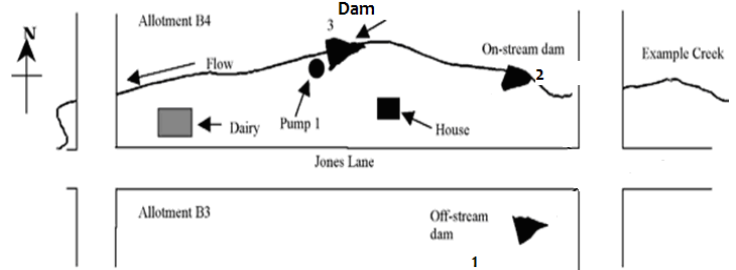 Dam
3
Allotment B4
N
Flow
On-stream dam
2
Example Creek
Pump 1
Dairy
House
Jones Lane
Allotment B3
Off-stream
dam
1